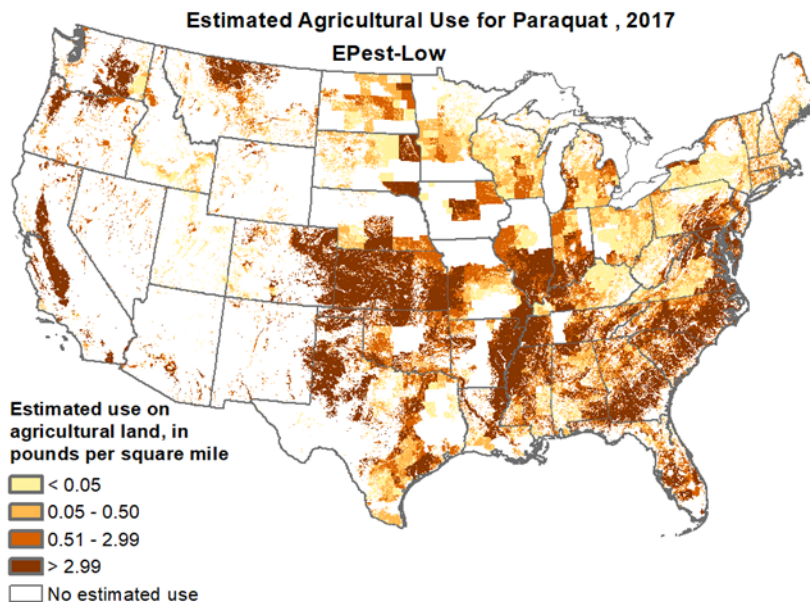 Estimated Agricultural Use for Paraquat , 2017
EPest-Low
Estimated use on
agricultural land, in
pounds per square mile
< 0.05
0.05 - 0.50
0.51 - 2.99
> 2.99
No estimated use